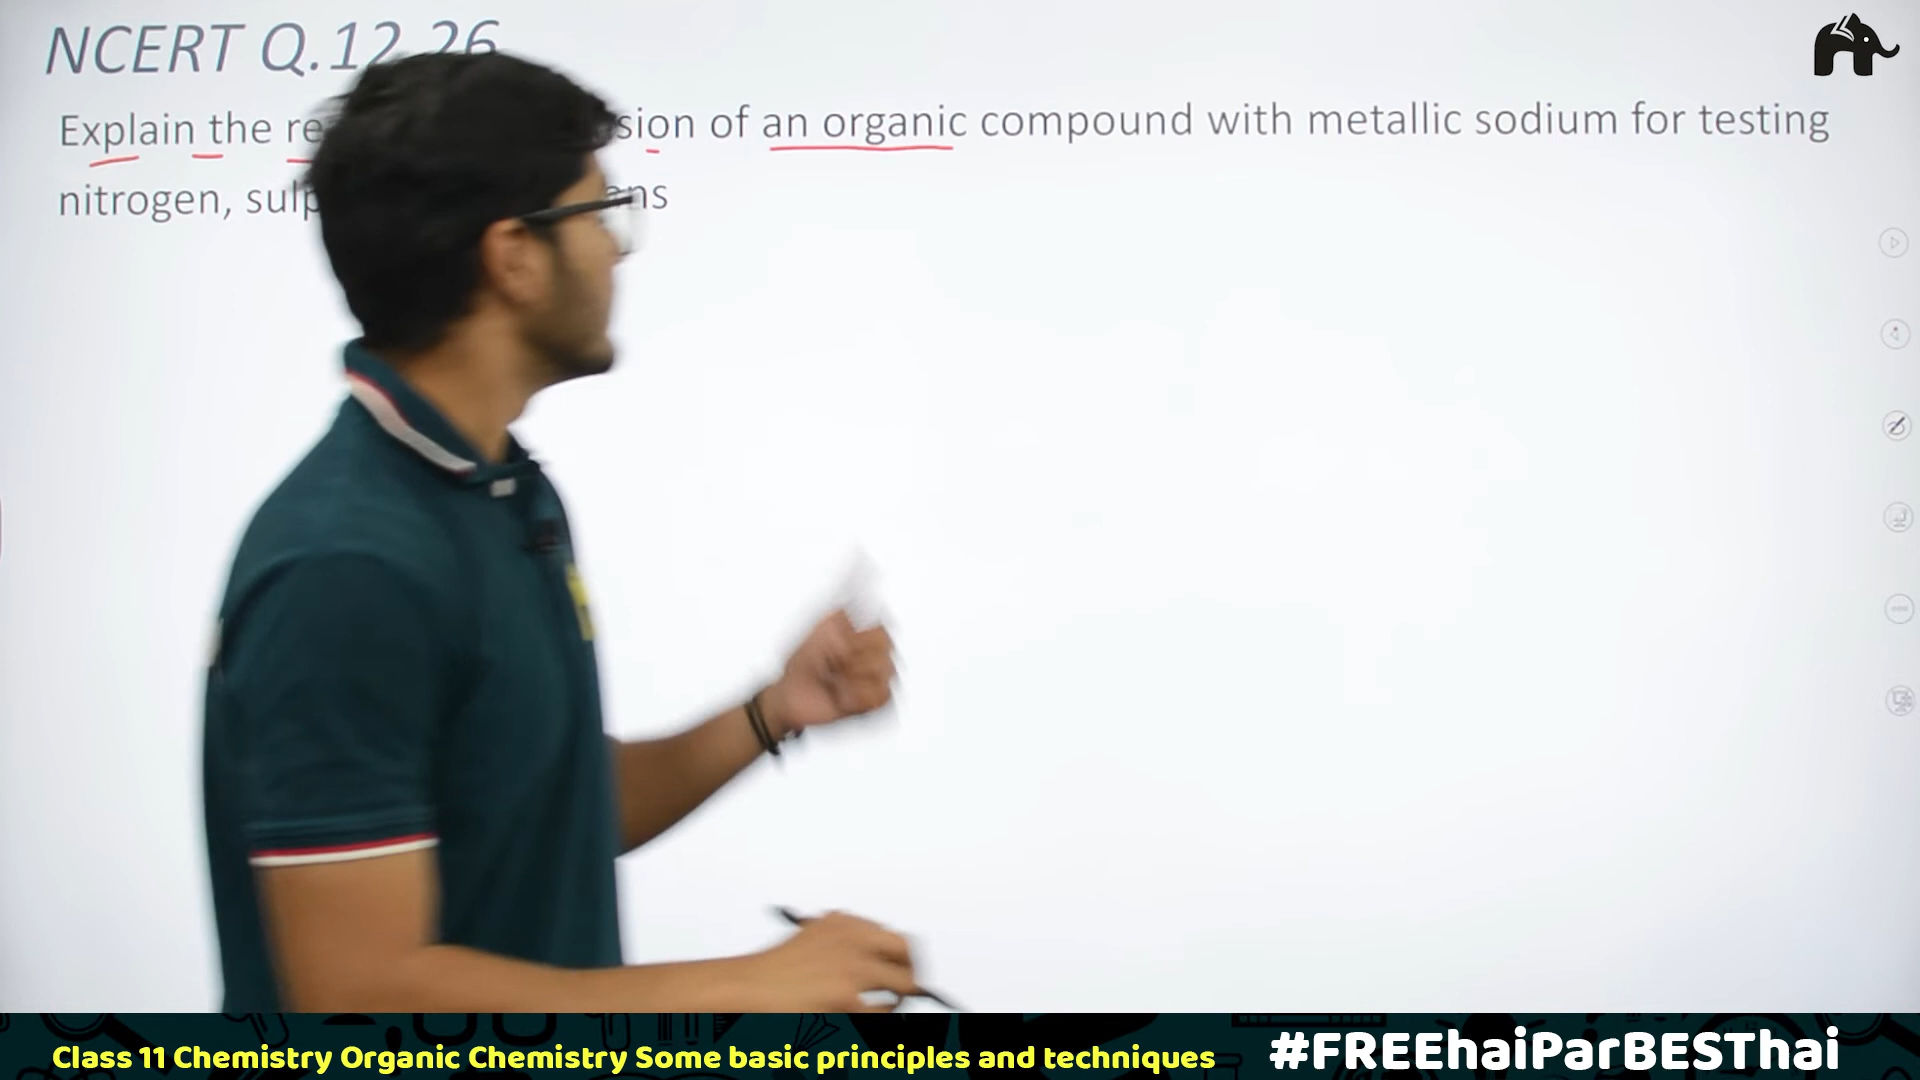 NCERT Q.12 26
Explain the re sion of an organic compound with metallic sodium for testing
nitrogen, sulp ns
Class 11 Chemistry Organic Chemistry Some basic principles and techniques
#FREEhaiParBESThai